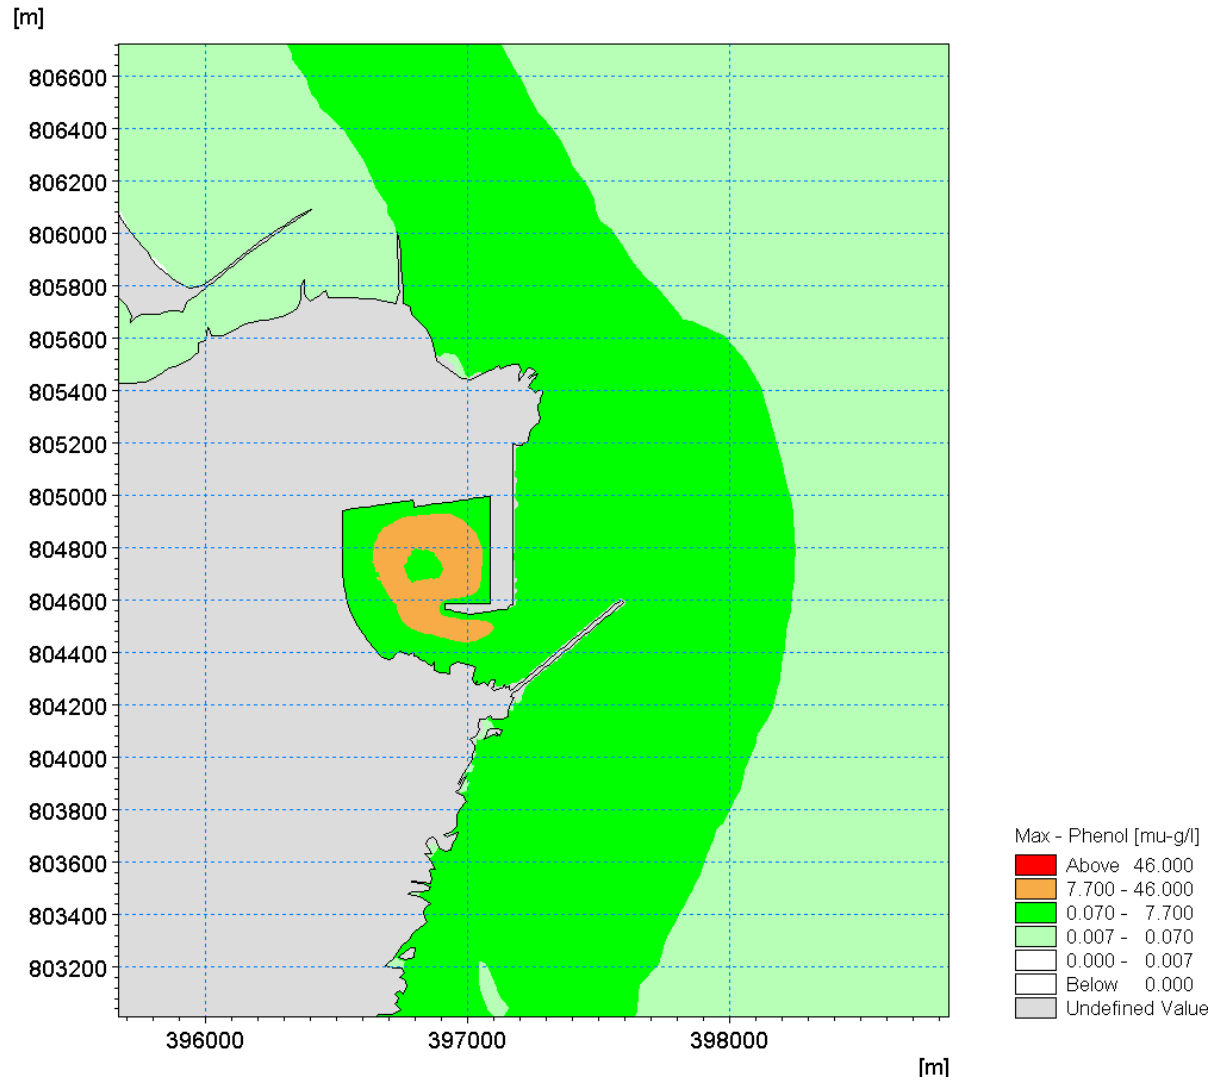 [m]
806600
806400
806200
806000
805800
805600
805400
805200
805000
804800
804600
804400
804200
804000
803800
803600
803400
803200
396000 397000 398000
[m]
Max - Phenol [mu-g/l]
Above 46.000
7.700 - 46.000
0.070 - 7.700
0.007 - 0.070
0.000 - 0.007
Below 0.000
Undefined Value